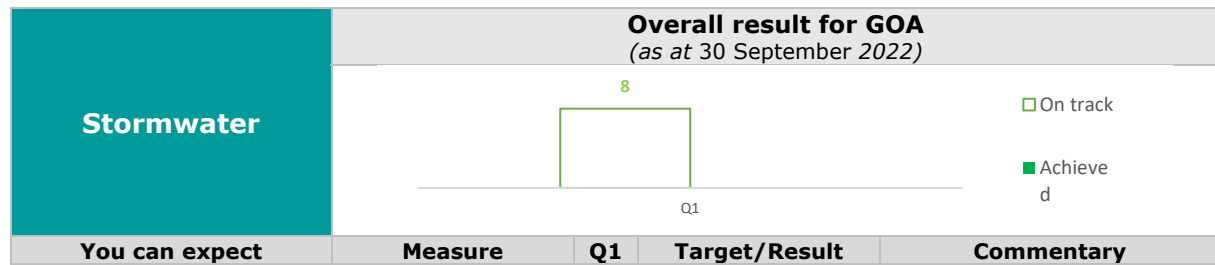 Stormwater
Overall result for GOA
(as at 30 September 2022)
8
On track
Achieve
d
Q1
You can expect Measure Q1 Target/Result Commentary